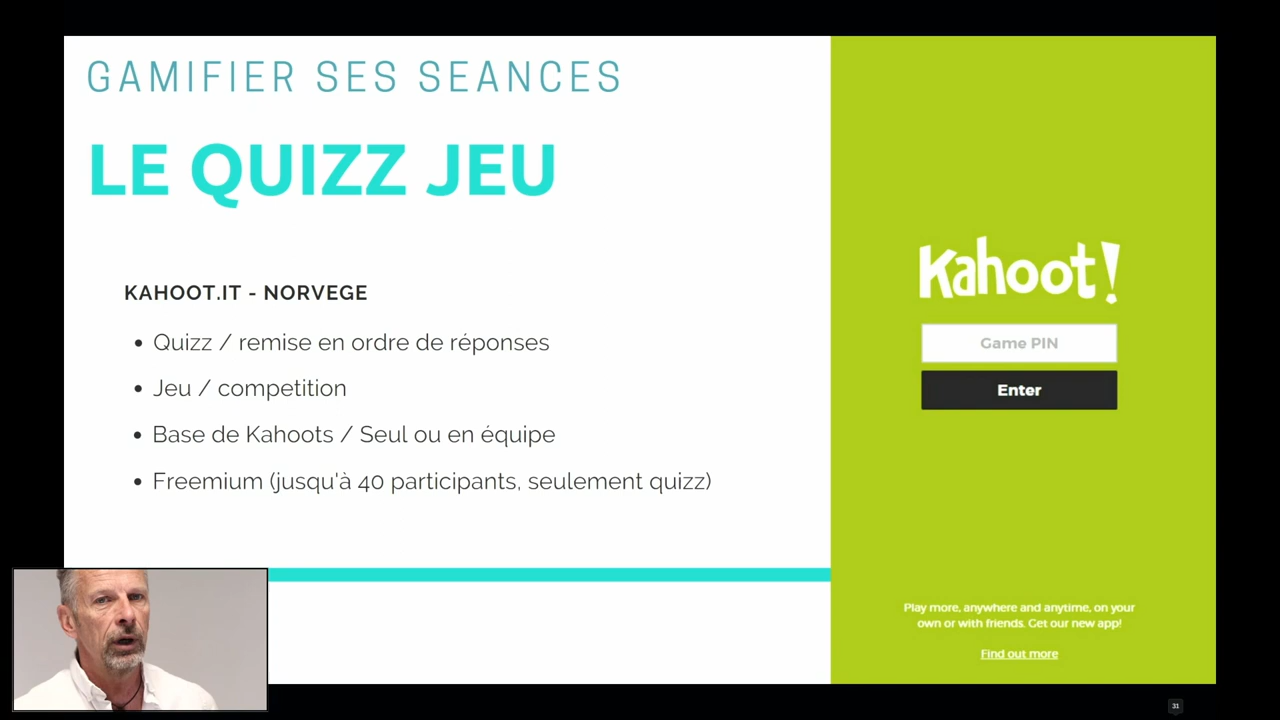 GAMIFIER SES SEANCES
LE QUIZZ JEU
KAHOOT.IT - NORVEGE
• Quizz / remise en ordre de réponses
• Jeu / competition
• Base de Kahoots / Seul ou en équipe
• Freemium (jusqu'à 40 participants, seulement quizz)
Kahoot!
Game PIN
Enter
Play more, anywhere and anytime, on your
own or with friends. Get our new app!
Find out more
31